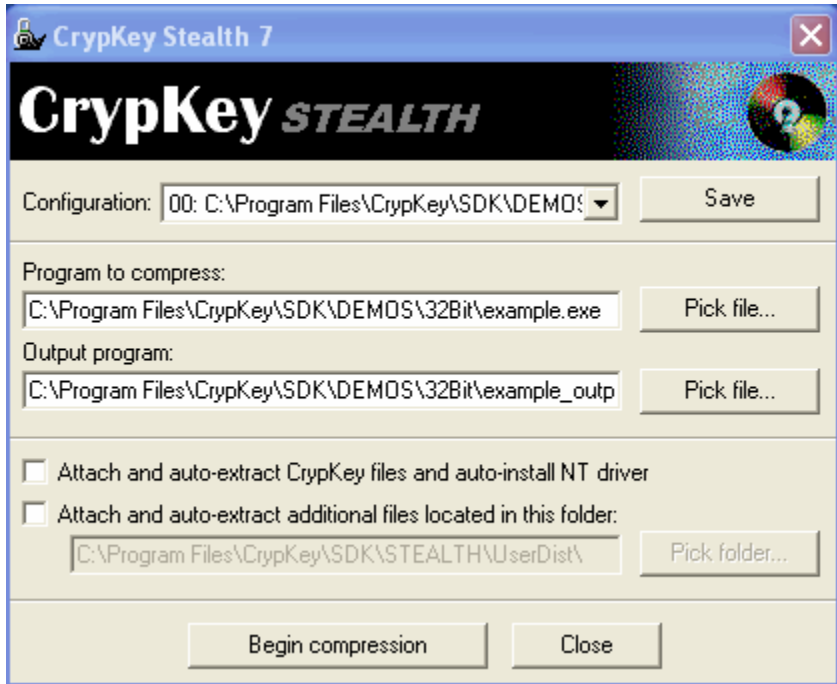 CrypKey Stealth 7
CrypKey STEALTH
Configuration: 00: C:\Program Files\CrypKey\SDK\DEMOS Save
Program to compress:
C:\Program Files\CrypKey\SDK\DEMOS\32Bit\example.exe Pick file...
Output program:
C:\Program Files\CrypKey\SDK\DEMOS\32Bit\example_outp Pick file...
Attach and auto-extract CrypKey files and auto-install NT driver
Attach and auto-extract additional files located in this folder:
C:\Program Files\CrypKey\SDK\STEALTH\UserDist\ Pick folder...
Begin compression Close